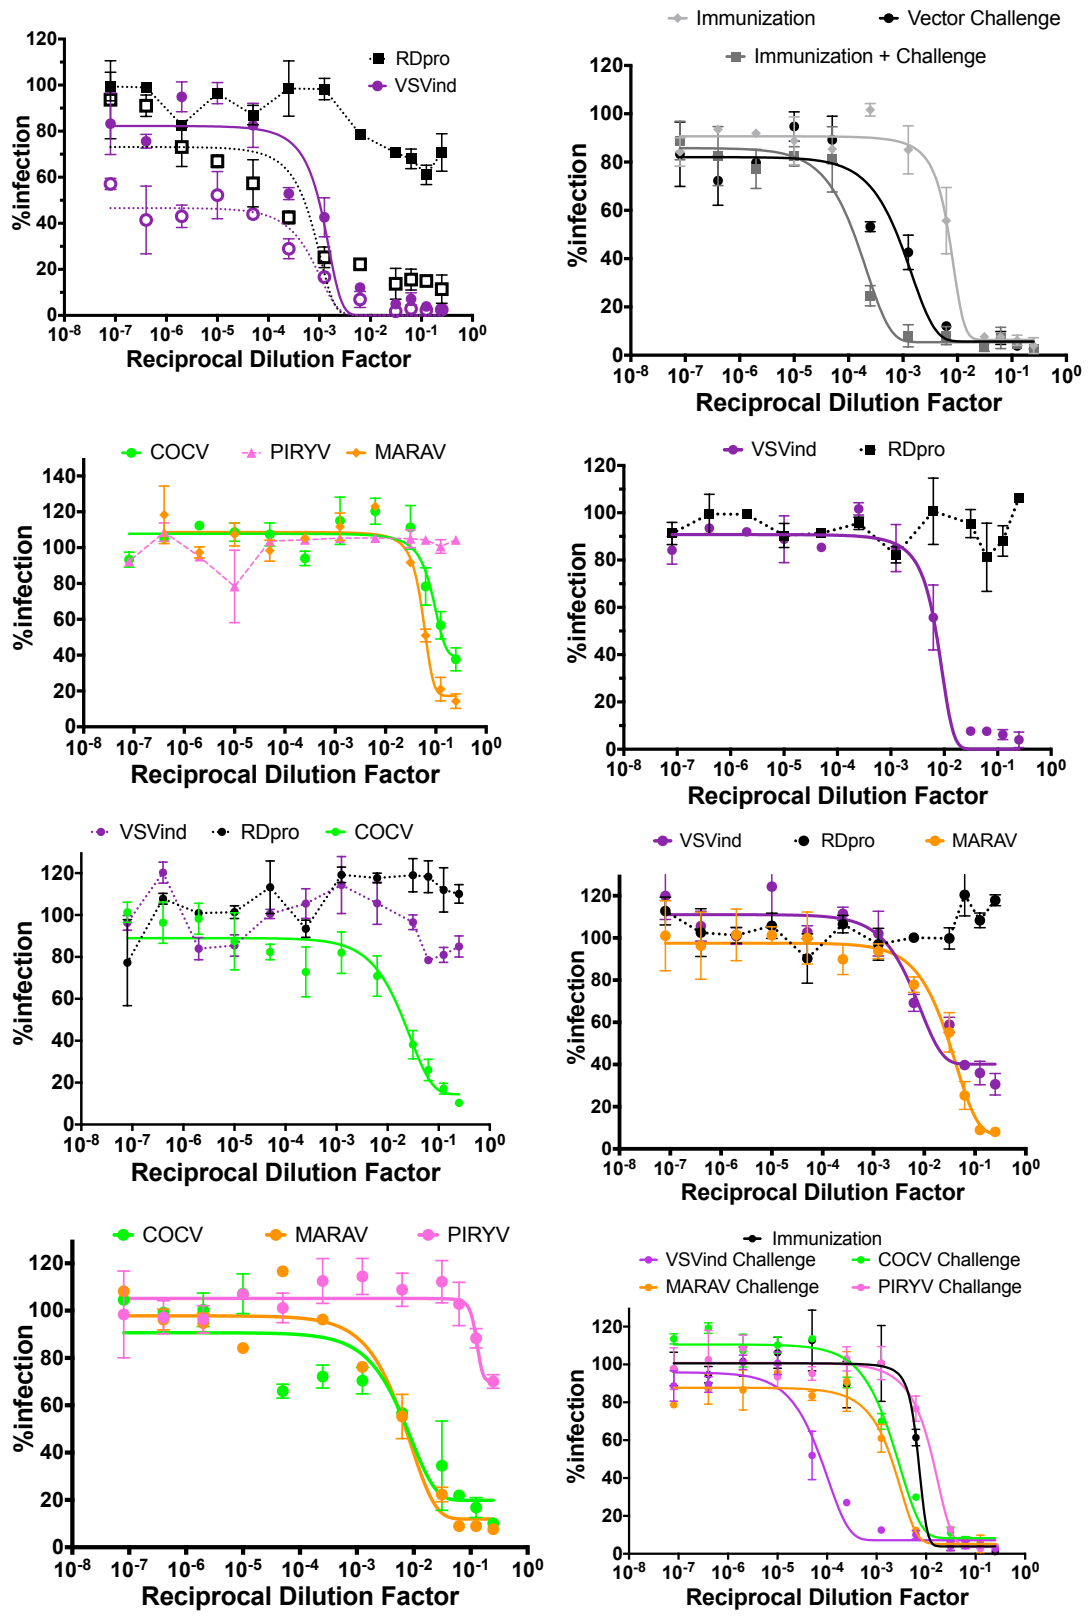 RDpro
VSVind
%infection
120
100
80
60
40
20
0
10-8 10-7 10-6 10-5 10-4 10-3 10-2 10-1 100
Reciprocal Dilution Factor
Immunization Vector Challenge
Immunization + Challenge
%infection
120
100
80
60
40
20
0
10-8 10-7 10-6 10-5 10-4 10-3 10-2 10-1 100
Reciprocal Dilution Factor
COCV PIRYV MARAV
%infection
140
120
100
80
60
40
20
0
10-8 10-7 10-6 10-5 10-4 10-3 10-2 10-1 100
Reciprocal Dilution Factor
VSVind RDpro
%infection
120
100
80
60
40
20
0
10-8 10-7 10-6 10-5 10-4 10-3 10-2 10-1 100
Reciprocal Dilution Factor
VSVind RDpro COCV
%infection
120
100
80
60
40
20
0
10-8 10-7 10-6 10-5 10-4 10-3 10-2 10-1 100
Reciprocal Dilution Factor
VSVind RDpro MARAV
%infection
120
100
80
60
40
20
0
10-8 10-7 10-6 10-5 10-4 10-3 10-2 10-1 100
Reciprocal Dilution Factor
COCV MARAV PIRYV
%infection
120
100
80
60
40
20
0
10-8 10-7 10-6 10-5 10-4 10-3 10-2 10-1 100
Reciprocal Dilution Factor
Immunization
VSVind Challenge COCV Challenge
MARAV Challenge PIRYV Challange
%infection
120
100
80
60
40
20
0
10-8 10-7 10-6 10-5 10-4 10-3 10-2 10-1 100
Reciprocal Dilution Factor